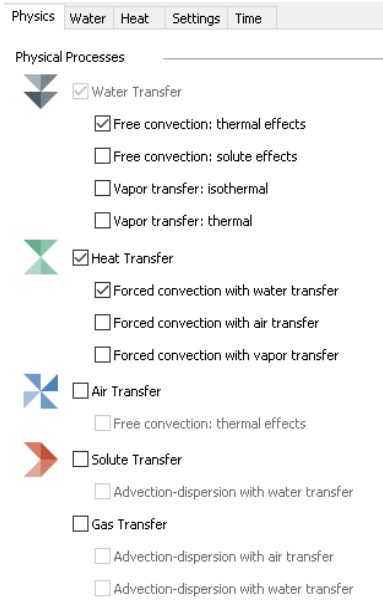 Physics Water Heat Settings Time
Physical Processes
Water Transfer
Free convection: thermal effects
Free convection: solute effects
Vapor transfer: isothermal
Vapor transfer: thermal
Heat Transfer
Forced convection with water transfer
Forced convection with air transfer
Forced convection with vapor transfer
Air Transfer
Free convection: thermal effects
Solute Transfer
Advection-dispersion with water transfer
Gas Transfer
Advection-dispersion with air transfer
Advection-dispersion with water transfer